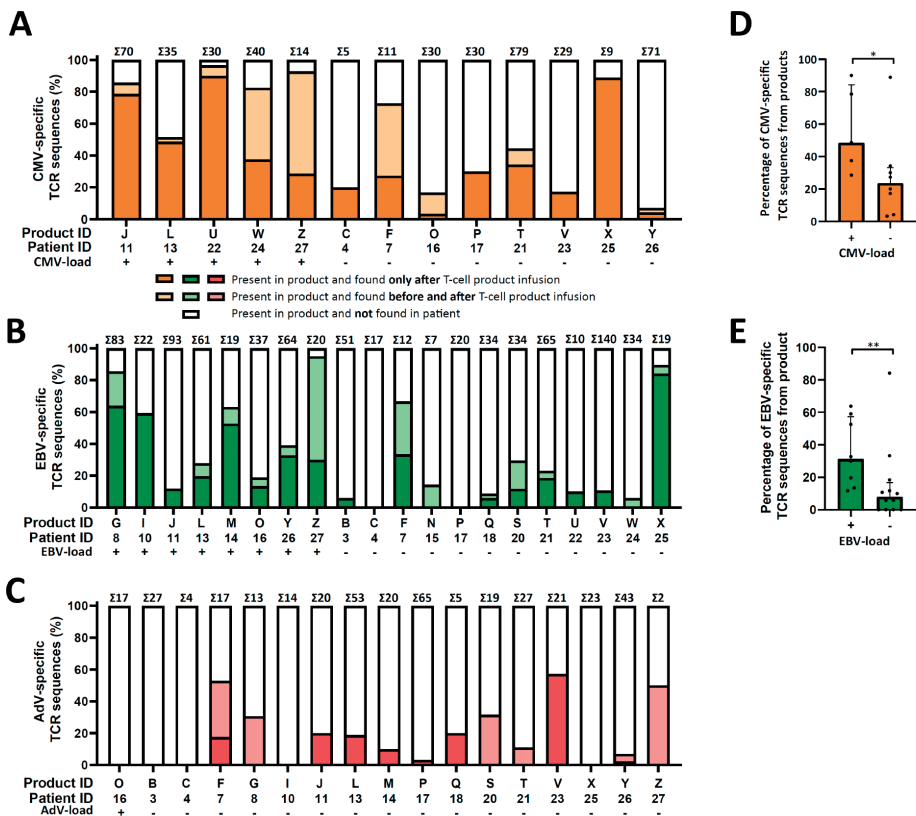 A
CMV-specific
TCR sequences (%)
Σ70 Σ35 Σ30 Σ40 Σ14 Σ5 Σ11 Σ30 Σ30 Σ79 Σ29 Σ9 Σ71
100
80
60
40
20
0
Product ID J L U W Z C F O P T V X Y
Patient ID 11 13 22 24 27 4 7 16 17 21 23 25 26
CMV-load + + + + + - - - - - - - -
Present in product and found only after T-cell product infusion
Present in product and found before and after T-cell product infusion
Present in product and not found in patient
B
EBV-specific
TCR sequences (%)
Σ83 Σ22 Σ93 Σ61 Σ19 Σ37 Σ64 Σ20 Σ51 Σ17 Σ12 Σ7 Σ20 Σ34 Σ34 Σ65 Σ10 Σ140 Σ34 Σ19
100
80
60
40
20
0
Product ID G I J L M O Y Z B C F N P Q S T U V W X
Patient ID 8 10 11 13 14 16 26 27 3 4 7 15 17 18 20 21 22 23 24 25
EBV-load + + + + + + + + - - - - - - - - - - - -
C
AdV-specific
TCR sequences (%)
Σ17 Σ27 Σ4 Σ17 Σ13 Σ14 Σ20 Σ53 Σ20 Σ65 Σ5 Σ19 Σ27 Σ21 Σ23 Σ43 Σ2
100
80
60
40
20
0
Product ID O B C F G I J L M P Q S T V X Y Z
Patient ID 16 3 4 7 8 10 11 13 14 17 18 20 21 23 25 26 27
AdV-load + - - - - - - - - - - - - - - - -
D
Percentage of CMV-specific
TCR sequences from products
100
80
60
40
20
0
*
+ -
CMV-load
E
Percentage of EBV-specific
TCR sequences from product
100
80
60
40
20
0
**
+ -
EBV-load